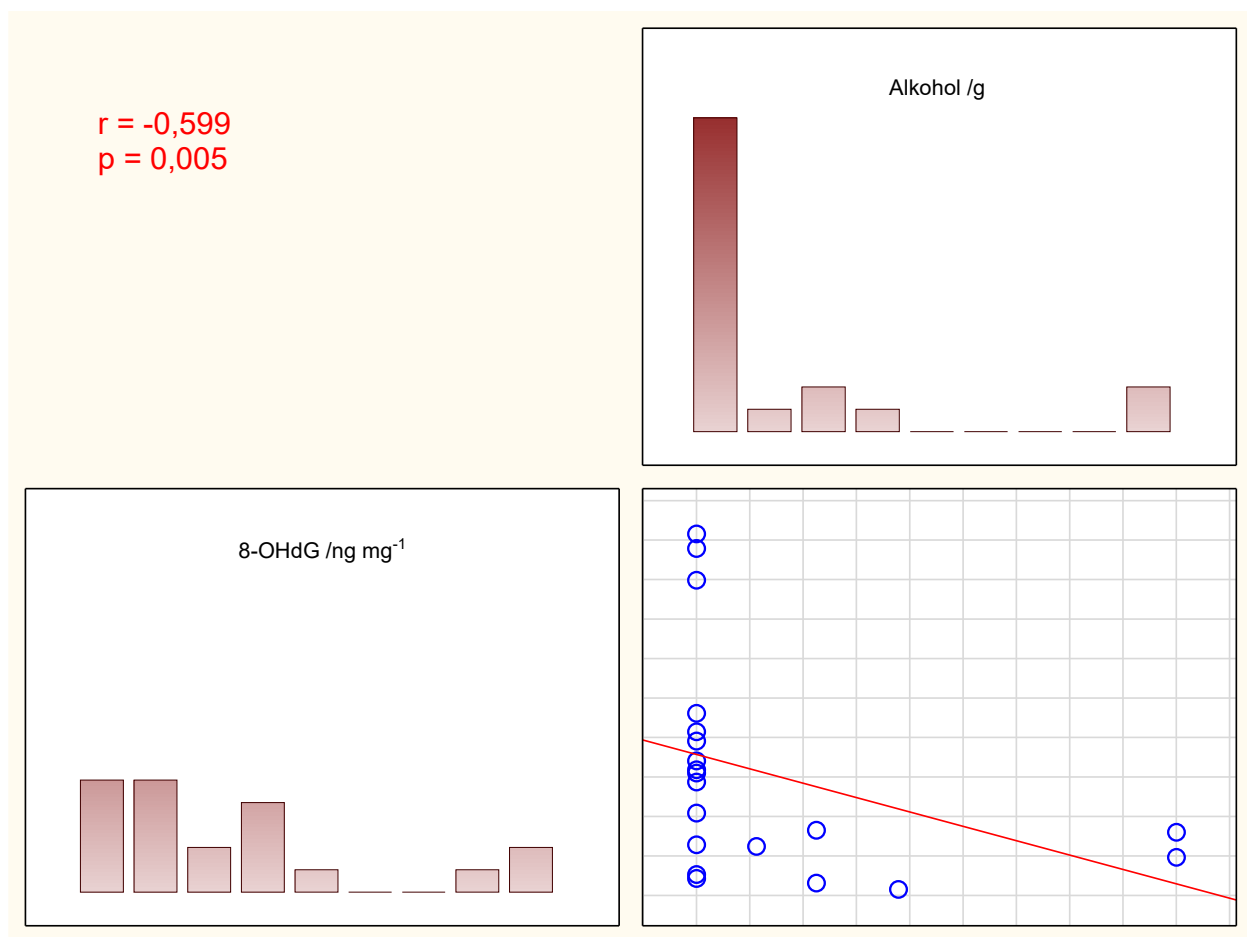 r = -0,599
p = 0,005
Alkohol /g
8-OHdG /ng mg⁻¹